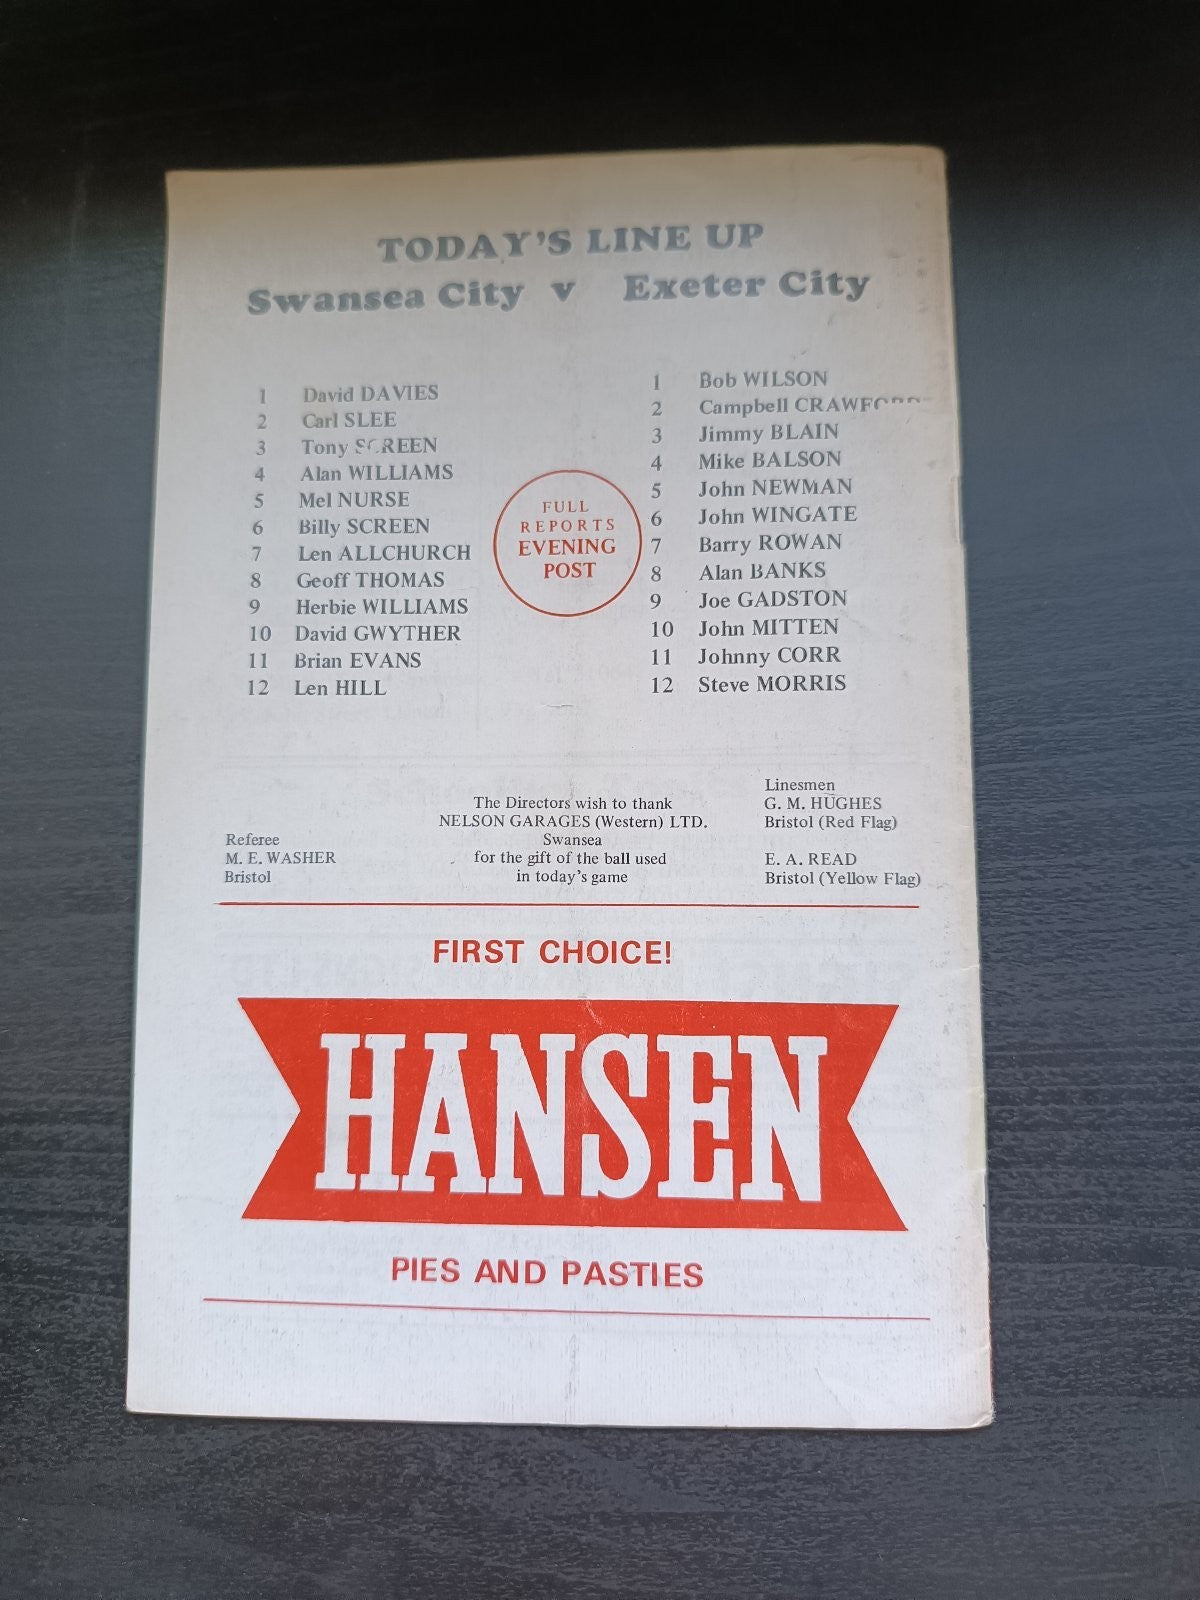 TODAY'S LINE UP
Swansea City v Exeter City
1 David DAVIES
2 Carl SLEE
3 Tony SCREEN
4 Alan WILLIAMS
5 Mel NURSE
6 Billy SCREEN
7 Len ALLCHURCH
8 Geoff THOMAS
9 Herbie WILLIAMS
10 David GWYTHER
11 Brian EVANS
12 Len HILL
FULL
REPORTS
EVENING
POST
1 Bob WILSON
2 Campbell CRAWFORD
3 Jimmy BLAIN
4 Mike BALSON
5 John NEWMAN
6 John WINGATE
7 Barry ROWAN
8 Alan BANKS
9 Joe GADSTON
10 John MITTEN
11 Johnny CORR
12 Steve MORRIS
Referee
M. E. WASHER
Bristol
The Directors wish to thank
NELSON GARAGES (Western) LTD.
Swansea
for the gift of the ball used
in today's game
Linesmen
G. M. HUGHES
Bristol (Red Flag)
E. A. READ
Bristol (Yellow Flag)
FIRST CHOICE!
HANSEN
PIES AND PASTIES